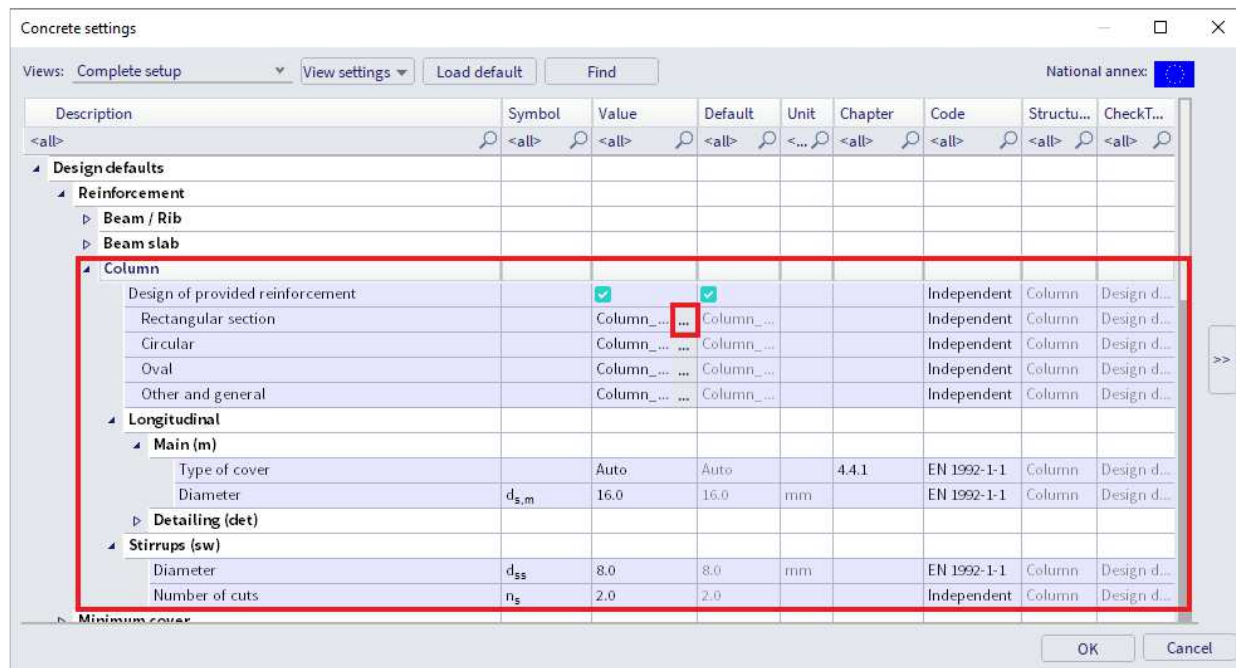 Concrete settings
Views: Complete setup View settings Load default Find National annex:
Description Symbol Value Default Unit Chapter Code Structu... CheckT...
<all> <all> <all> <all> <... <all> <all> <all> <all>
Design defaults
Reinforcement
Beam / Rib
Beam slab
Column
Design of provided reinforcement Independent Column Design d...
Rectangular section Column_... ... Column_... Independent Column Design d...
Circular Column_... ... Column_... Independent Column Design d...
Oval Column_... ... Column_... Independent Column Design d...
Other and general Column_... ... Column_... Independent Column Design d...
Longitudinal
Main (m)
Type of cover Auto Auto 4.4.1 EN 1992-1-1 Column Design d...
Diameter ds,m 16.0 16.0 mm EN 1992-1-1 Column Design d...
Detailing (det)
Stirrups (sw)
Diameter dss 8.0 8.0 mm EN 1992-1-1 Column Design d...
Number of cuts ns 2.0 2.0 Independent Column Design d...
Minimum cover
>>
OK Cancel